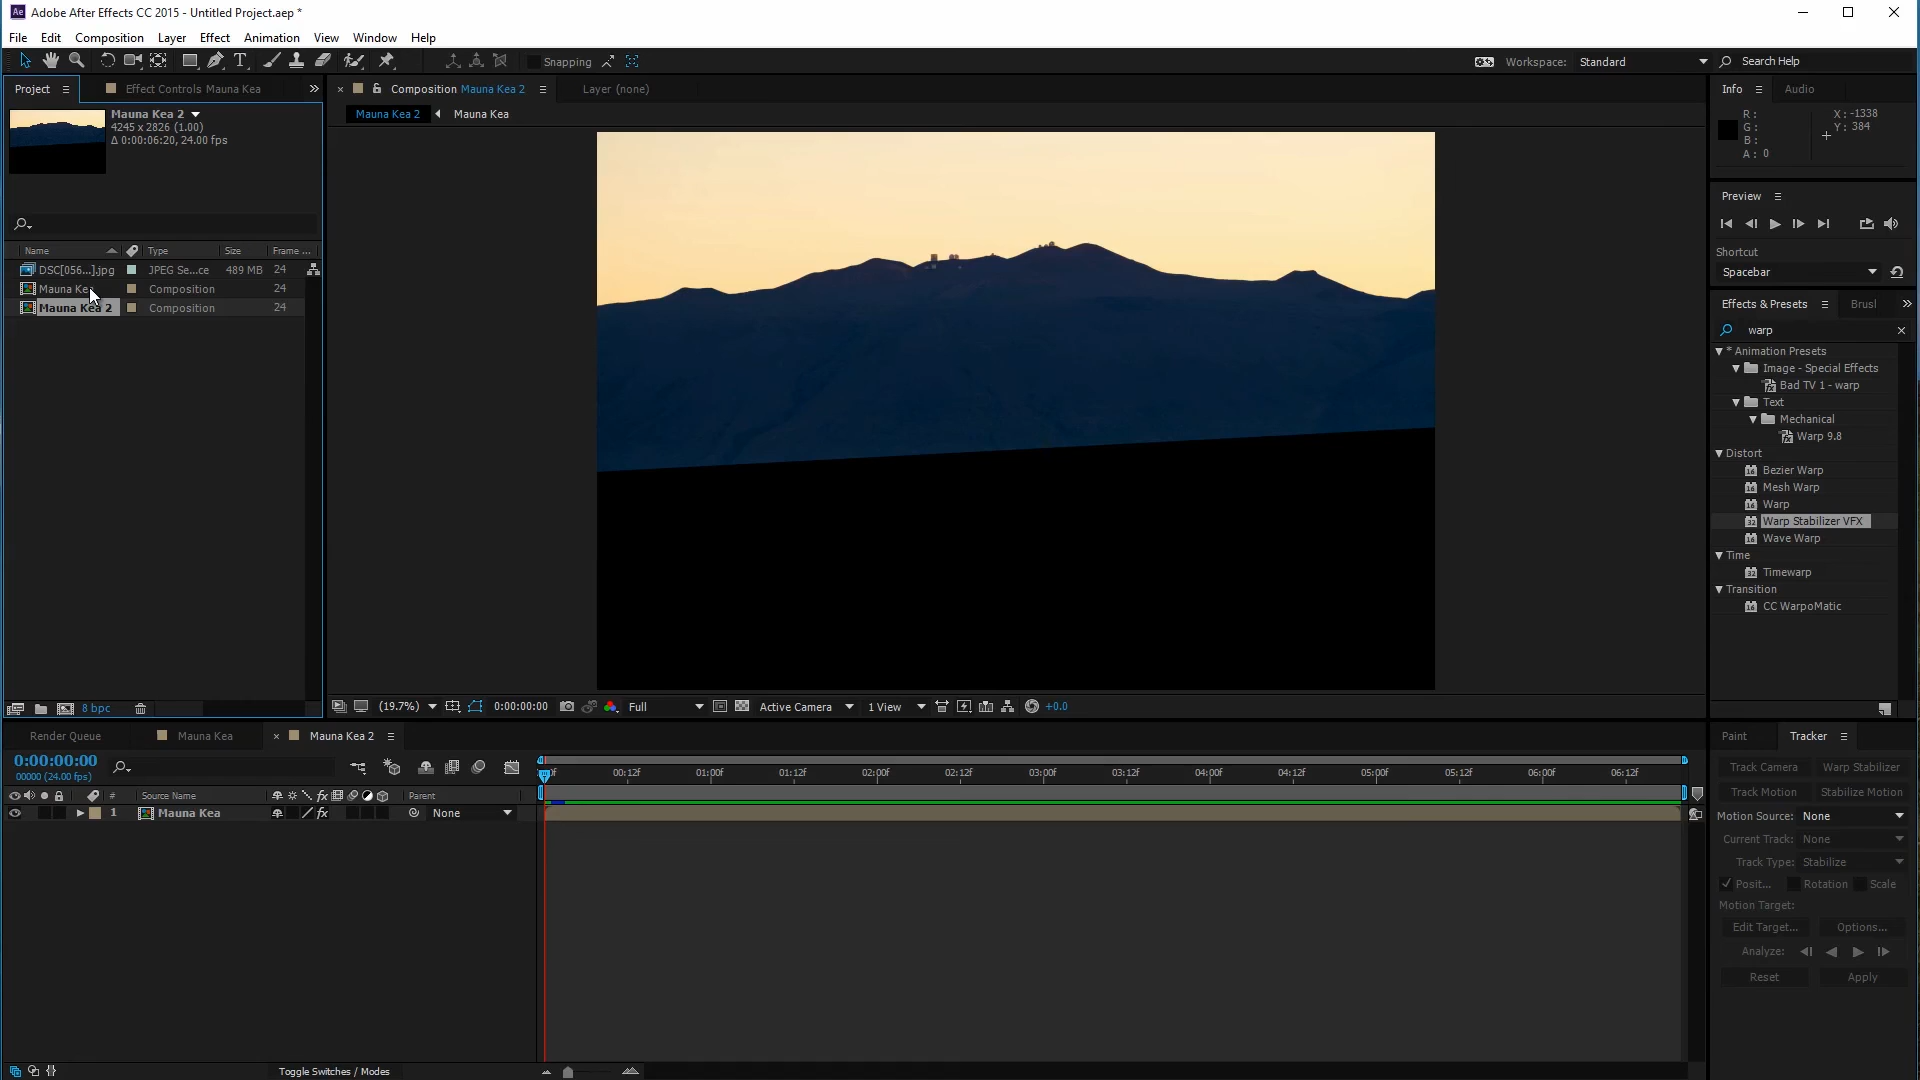 Adobe After Effects CC 2015 - Untitled Project.aep *
File Edit Composition Layer Effect Animation View Window Help
Snapping
Workspace: Standard
Search Help
Project
Effect Controls Mauna Kea
Mauna Kea 2
4245 x 2826 (1.00)
Δ 0:00:06:20, 24.00 fps
Name Type Size Frame ...
DSC[056...].jpg JPEG Se...ce 489 MB 24
Mauna Kea Composition 24
Mauna Kea 2 Composition 24
8 bpc
Composition Mauna Kea 2
Layer (none)
Mauna Kea 2 Mauna Kea
(19.7%) 0:00:00:00 Full Active Camera 1 View +0.0
Info Audio
R:
G:
B:
A: 0
X: -1338
Y: 384
Preview
Shortcut
Spacebar
Effects & Presets Brusl
warp
* Animation Presets
Image - Special Effects
Bad TV 1 - warp
Text
Mechanical
Warp 9.8
Distort
Bezier Warp
Mesh Warp
Warp
Warp Stabilizer VFX
Wave Warp
Time
Timewarp
Transition
CC WarpoMatic
Render Queue Mauna Kea Mauna Kea 2
0:00:00:00
00000 (24.00 fps)
00:12f 01:00f 01:12f 02:00f 02:12f 03:00f 03:12f 04:00f 04:12f 05:00f 05:12f 06:00f 06:12f
# Source Name Parent
1 Mauna Kea None
Toggle Switches / Modes
Paint Tracker
Track Camera Warp Stabilizer
Track Motion Stabilize Motion
Motion Source: None
Current Track: None
Track Type: Stabilize
Posit... Rotation Scale
Motion Target:
Edit Target... Options...
Analyze:
Reset Apply